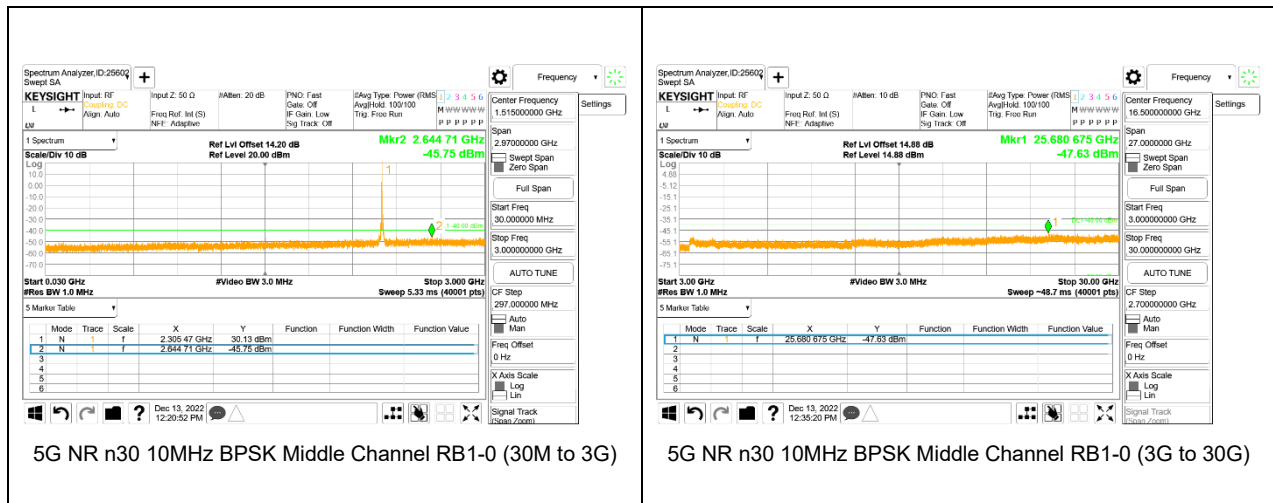 Spectrum Analyzer,ID:25602
Swept SA
+
Frequency
KEYSIGHT
Input: RF
Input Z: 50 Ω
#Atten: 20 dB
PNO: Fast
#Avg Type: Power (RMS
1 2 3 4 5 6
L
Coupling: DC
Gate: Off
Avg|Hold: 100/100
M W W W W W
Align: Auto
Freq Ref: Int (S)
IF Gain: Low
Trig: Free Run
NFE: Adaptive
Sig Track: Off
P P P P P P
Center Frequency
1.515000000 GHz
Settings
1 Spectrum
Ref Lvl Offset 14.20 dB
Mkr2 2.644 71 GHz
Scale/Div 10 dB
Ref Level 20.00 dBm
-45.75 dBm
Span
2.97000000 GHz
Swept Span
Zero Span
Full Span
Start Freq
30.000000 MHz
Stop Freq
3.000000000 GHz
AUTO TUNE
CF Step
297.000000 MHz
Auto
Man
Freq Offset
0 Hz
X Axis Scale
Log
Lin
Signal Track
(Span Zoom)
Log
10.0
0.00
-10.0
-20.0
-30.0
-40.0
-50.0
-60.0
-70.0
1
2
Start 0.030 GHz
#Video BW 3.0 MHz
Stop 3.000 GHz
#Res BW 1.0 MHz
Sweep 5.33 ms (40001 pts)
5 Marker Table
Mode Trace Scale X Y Function Function Width Function Value
1 N 1 f 2.305 47 GHz 30.13 dBm
2 N 1 f 2.644 71 GHz -45.75 dBm
3
4
5
6
?
Dec 13, 2022
12:20:52 PM
5G NR n30 10MHz BPSK Middle Channel RB1-0 (30M to 3G)
Spectrum Analyzer,ID:25602
Swept SA
+
Frequency
KEYSIGHT
Input: RF
Input Z: 50 Ω
#Atten: 10 dB
PNO: Fast
#Avg Type: Power (RMS
1 2 3 4 5 6
L
Coupling: DC
Gate: Off
Avg|Hold: 100/100
M W W W W W
Align: Auto
Freq Ref: Int (S)
IF Gain: Low
Trig: Free Run
NFE: Adaptive
Sig Track: Off
P P P P P P
Center Frequency
16.500000000 GHz
Settings
1 Spectrum
Ref Lvl Offset 14.88 dB
Mkr1 25.680 675 GHz
Scale/Div 10 dB
Ref Level 14.88 dBm
-47.63 dBm
Span
27.0000000 GHz
Swept Span
Zero Span
Full Span
Start Freq
3.000000000 GHz
Stop Freq
30.000000000 GHz
AUTO TUNE
CF Step
2.700000000 GHz
Auto
Man
Freq Offset
0 Hz
X Axis Scale
Log
Lin
Signal Track
(Span Zoom)
Log
4.88
-5.12
-15.1
-25.1
-35.1
-45.1
-55.1
-65.1
-75.1
1
Start 3.00 GHz
#Video BW 3.0 MHz
Stop 30.00 GHz
#Res BW 1.0 MHz
Sweep ~48.7 ms (40001 pts)
5 Marker Table
Mode Trace Scale X Y Function Function Width Function Value
1 N 1 f 25.680 675 GHz -47.63 dBm
2
3
4
5
6
?
Dec 13, 2022
12:35:20 PM
5G NR n30 10MHz BPSK Middle Channel RB1-0 (3G to 30G)